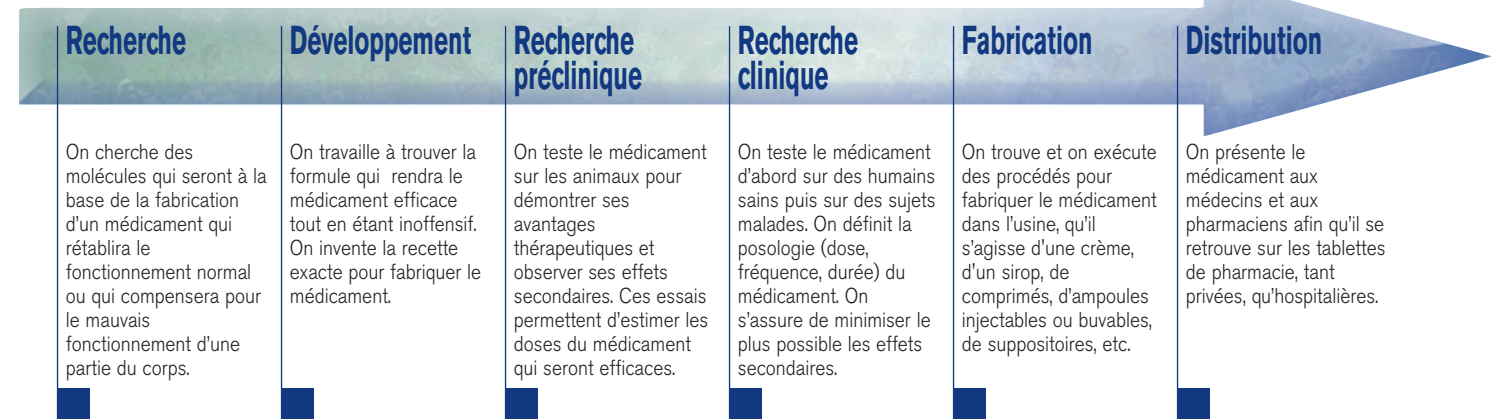 Recherche
On cherche des
molécules qui seront à la
base de la fabrication
d'un médicament qui
rétablira le
fonctionnement normal
ou qui compensera pour
le mauvais
fonctionnement d'une
partie du corps.
Développement
On travaille à trouver la
formule qui rendra le
médicament efficace
tout en étant inoffensif.
On invente la recette
exacte pour fabriquer le
médicament.
Recherche
préclinique
On teste le médicament
sur les animaux pour
démontrer ses
avantages
thérapeutiques et
observer ses effets
secondaires. Ces essais
permettent d'estimer les
doses du médicament
qui seront efficaces.
Recherche
clinique
On teste le médicament
d'abord sur des humains
sains puis sur des sujets
malades. On définit la
posologie (dose,
fréquence, durée) du
médicament. On
s'assure de minimiser le
plus possible les effets
secondaires.
Fabrication
On trouve et on exécute
des procédés pour
fabriquer le médicament
dans l'usine, qu'il
s'agisse d'une crème,
d'un sirop, de
comprimés, d'ampoules
injectables ou buvables,
de suppositoires, etc.
Distribution
On présente le
médicament aux
médecins et aux
pharmaciens afin qu'il se
retrouve sur les tablettes
de pharmacie, tant
privées, qu'hospitalières.